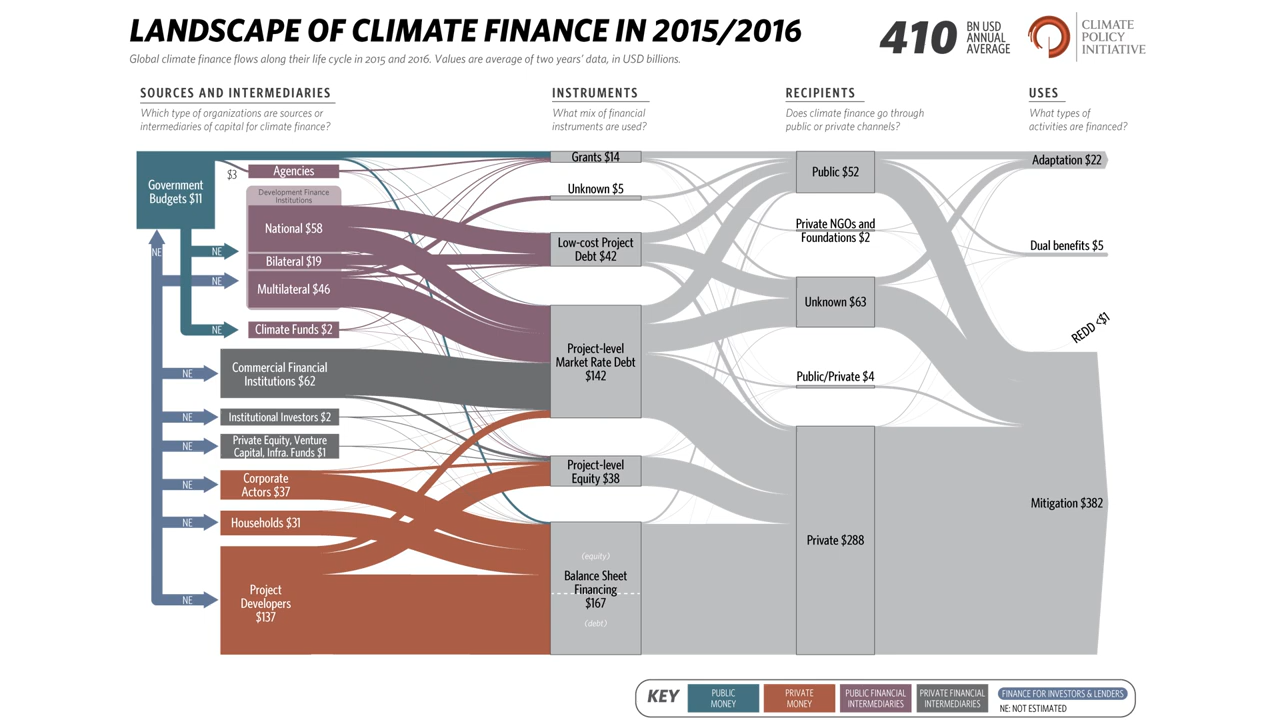 LANDSCAPE OF CLIMATE FINANCE IN 2015/2016
Global climate finance flows along their life cycle in 2015 and 2016. Values are average of two years' data, in USD billions.
410
BN USD
ANNUAL
AVERAGE
CLIMATE
POLICY
INITIATIVE
SOURCES AND INTERMEDIARIES
Which type of organizations are sources or
intermediaries of capital for climate finance?
INSTRUMENTS
What mix of financial
instruments are used?
RECIPIENTS
Does climate finance go through
public or private channels?
USES
What types of
activities are financed?
Government
Budgets $11
$3
Agencies
Development Finance
Institutions
National $58
Bilateral $19
Multilateral $46
Climate Funds $2
Commercial Financial
Institutions $62
Institutional Investors $2
Private Equity, Venture
Capital, Infra. Funds $1
Corporate
Actors $37
Households $31
Project
Developers
$137
NE
NE
NE
NE
NE
NE
NE
NE
NE
NE
Grants $14
Unknown $5
Low-cost Project
Debt $42
Project-level
Market Rate Debt
$142
Project-level
Equity $38
(equity)
Balance Sheet
Financing
$167
(debt)
Public $52
Private NGOs and
Foundations $2
Unknown $63
Public/Private $4
Private $288
Adaptation $22
Dual benefits $5
REDD <$1
Mitigation $382
KEY
PUBLIC
MONEY
PRIVATE
MONEY
PUBLIC FINANCIAL
INTERMEDIARIES
PRIVATE FINANCIAL
INTERMEDIARIES
FINANCE FOR INVESTORS & LENDERS
NE: NOT ESTIMATED